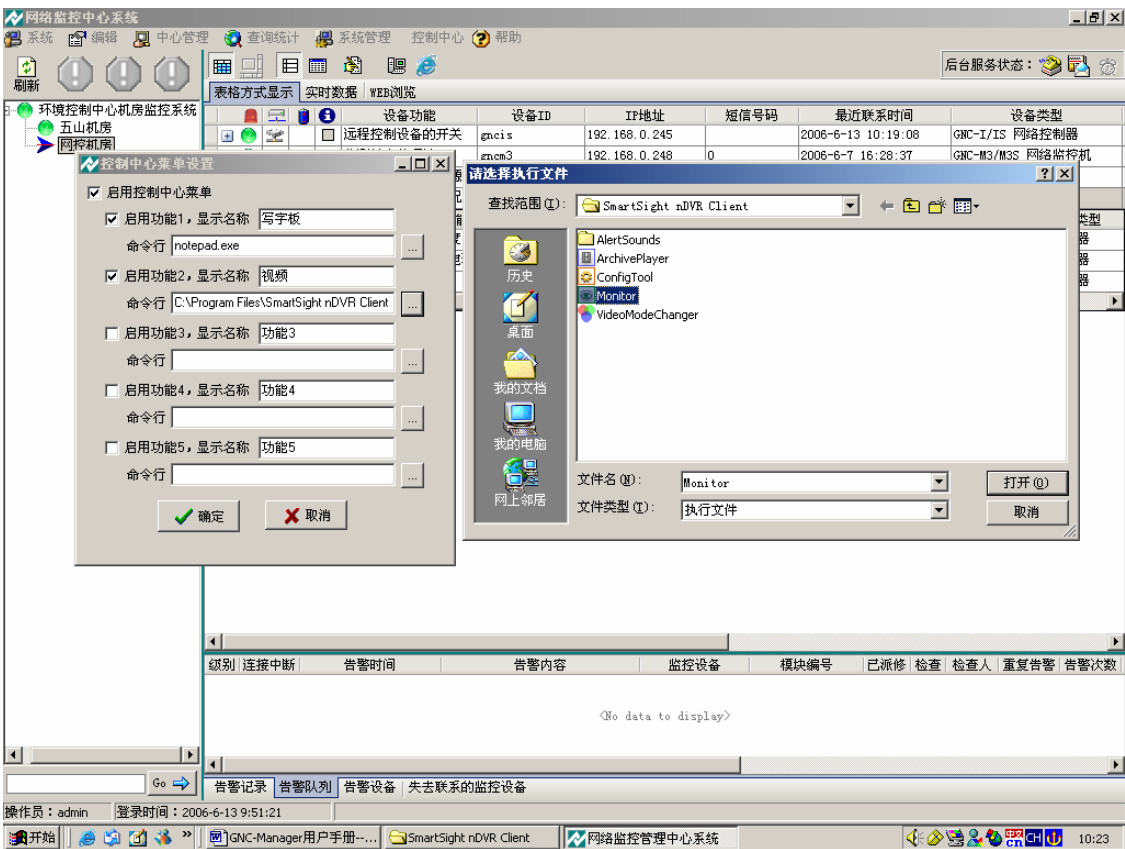 网络监控中心系统
系统 编辑 中心管理 查询统计 系统管理 控制中心 帮助
刷新
后台服务状态：
表格方式显示 实时数据 WEB浏览
环境控制中心机房监控系统
五山机房
网控机房
设备功能 设备ID IP地址 短信号码 最近联系时间 设备类型
远程控制设备的开关 gncis 192.168.0.245 2006-6-13 10:19:08 GNC-I/IS 网络控制器
gncm3 192.168.0.248 0 2006-6-7 16:28:37 GNC-M3/M3S 网络监控机
类型
器
器
器
控制中心菜单设置
启用控制中心菜单
启用功能1，显示名称 写字板
命令行 notepad.exe ...
启用功能2，显示名称 视频
命令行 C:\Program Files\SmartSight nDVR Client ...
启用功能3，显示名称 功能3
命令行 ...
启用功能4，显示名称 功能4
命令行 ...
启用功能5，显示名称 功能5
命令行 ...
确定 取消
请选择执行文件
查找范围(I)： SmartSight nDVR Client
历史
桌面
我的文档
我的电脑
网上邻居
AlertSounds
ArchivePlayer
ConfigTool
Monitor
VideoModeChanger
文件名(N)： Monitor 打开(O)
文件类型(T)： 执行文件 取消
级别 连接中断 告警时间 告警内容 监控设备 模块编号 已派修 检查 检查人 重复告警 告警次数
<No data to display>
Go
告警记录 告警队列 告警设备 失去联系的监控设备
操作员：admin 登录时间：2006-6-13 9:51:21
开始 » GNC-Manager用户手册--... SmartSight nDVR Client 网络监控管理中心系统 CH 10:23